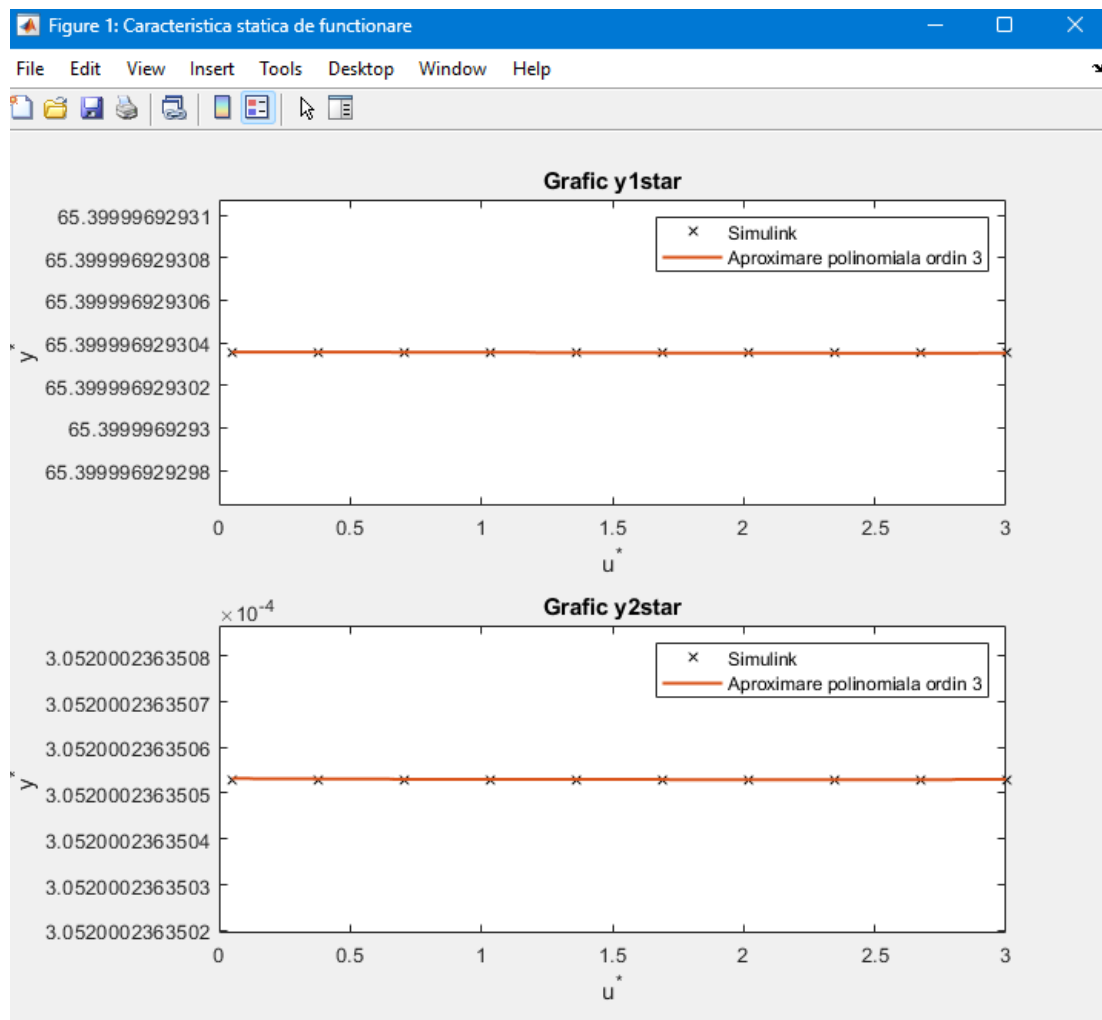 Figure 1: Caracteristica statica de functionare
File Edit View Insert Tools Desktop Window Help
Grafic y1star
65.39999692931
65.399996929308
65.399996929306
65.399996929304
65.399996929302
65.3999969293
65.399996929298
y*
Simulink
Aproximare polinomiala ordin 3
0 0.5 1 1.5 2 2.5 3
u*
Grafic y2star
×10-4
3.0520002363508
3.0520002363507
3.0520002363506
3.0520002363505
3.0520002363504
3.0520002363503
3.0520002363502
y*
Simulink
Aproximare polinomiala ordin 3
0 0.5 1 1.5 2 2.5 3
u*